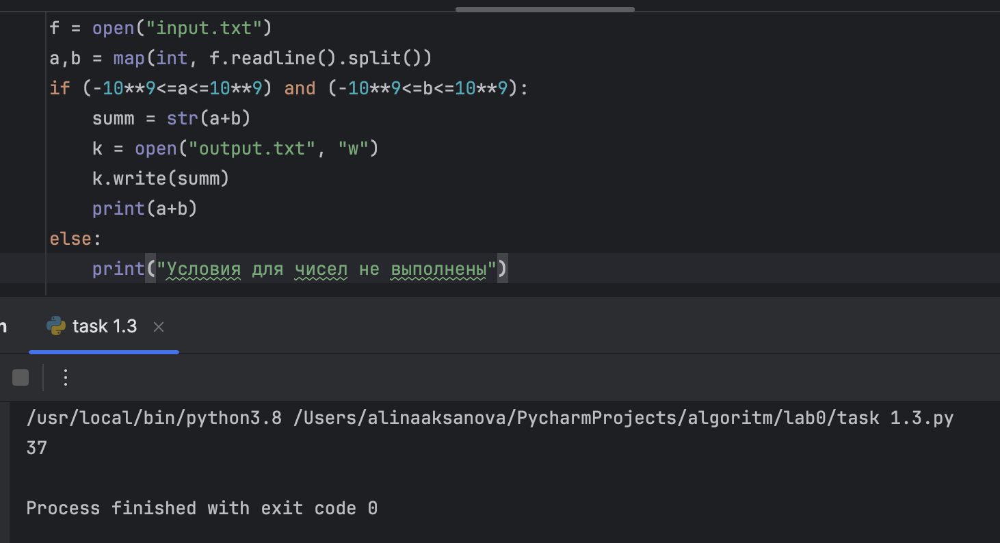 f = open("input.txt")
a,b = map(int, f.readline().split())
if (-10**9<=a<=10**9) and (-10**9<=b<=10**9):
    summ = str(a+b)
    k = open("output.txt", "w")
    k.write(summ)
    print(a+b)
else:
    print("Условия для чисел не выполнены")
task 1.3
/usr/local/bin/python3.8 /Users/alinaaksanova/PycharmProjects/algoritm/lab0/task 1.3.py
37
Process finished with exit code 0